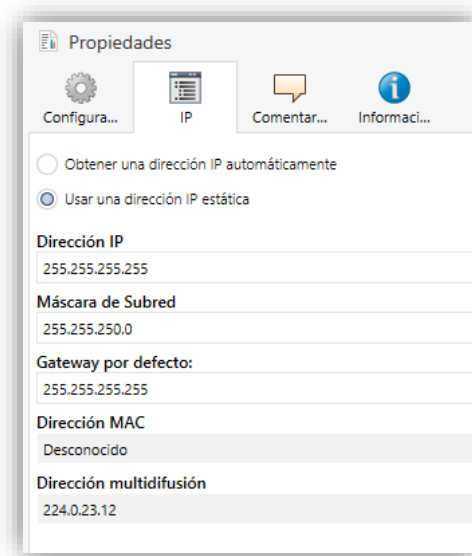 Propiedades
Configura... IP Comentar... Informaci...
Obtener una dirección IP automáticamente
Usar una dirección IP estática
Dirección IP
255.255.255.255
Máscara de Subred
255.255.250.0
Gateway por defecto:
255.255.255.255
Dirección MAC
Desconocido
Dirección multidifusión
224.0.23.12